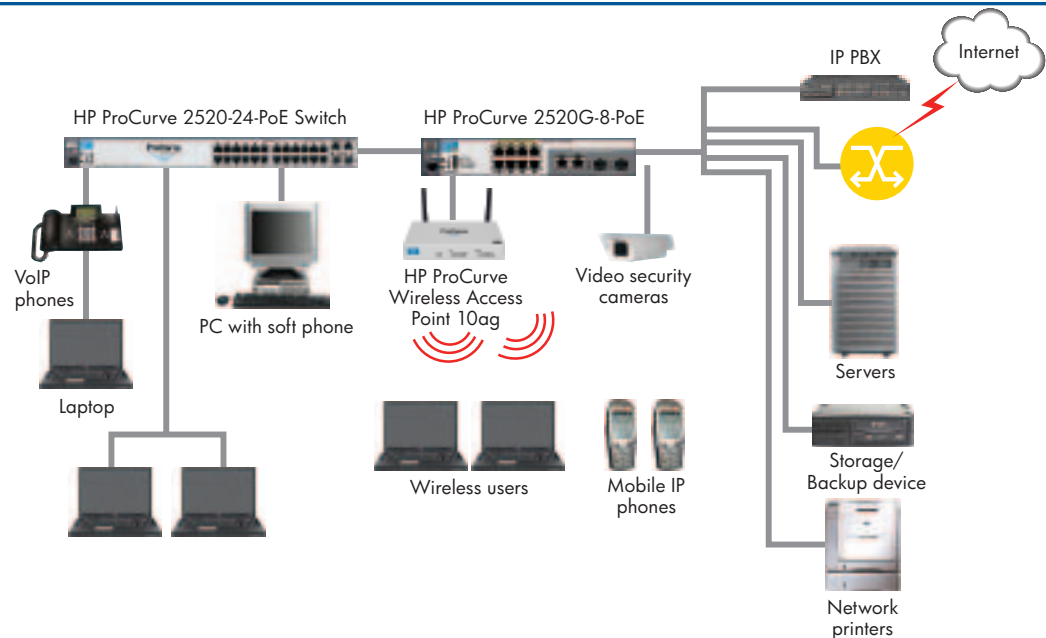 Internet
IP PBX
HP ProCurve 2520-24-PoE Switch
HP ProCurve 2520G-8-PoE
VoIP
phones
PC with soft phone
HP ProCurve
Wireless Access
Point 10ag
Video security
cameras
Laptop
Servers
Wireless users
Mobile IP
phones
Storage/
Backup device
Network
printers